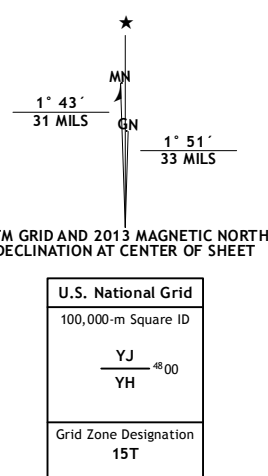 ★
MN
1° 43´
31 MILS
GN
1° 51´
33 MILS
TM GRID AND 2013 MAGNETIC NORTH
DECLINATION AT CENTER OF SHEET
U.S. National Grid
100,000-m Square ID
YJ
4800
YH
Grid Zone Designation
15T